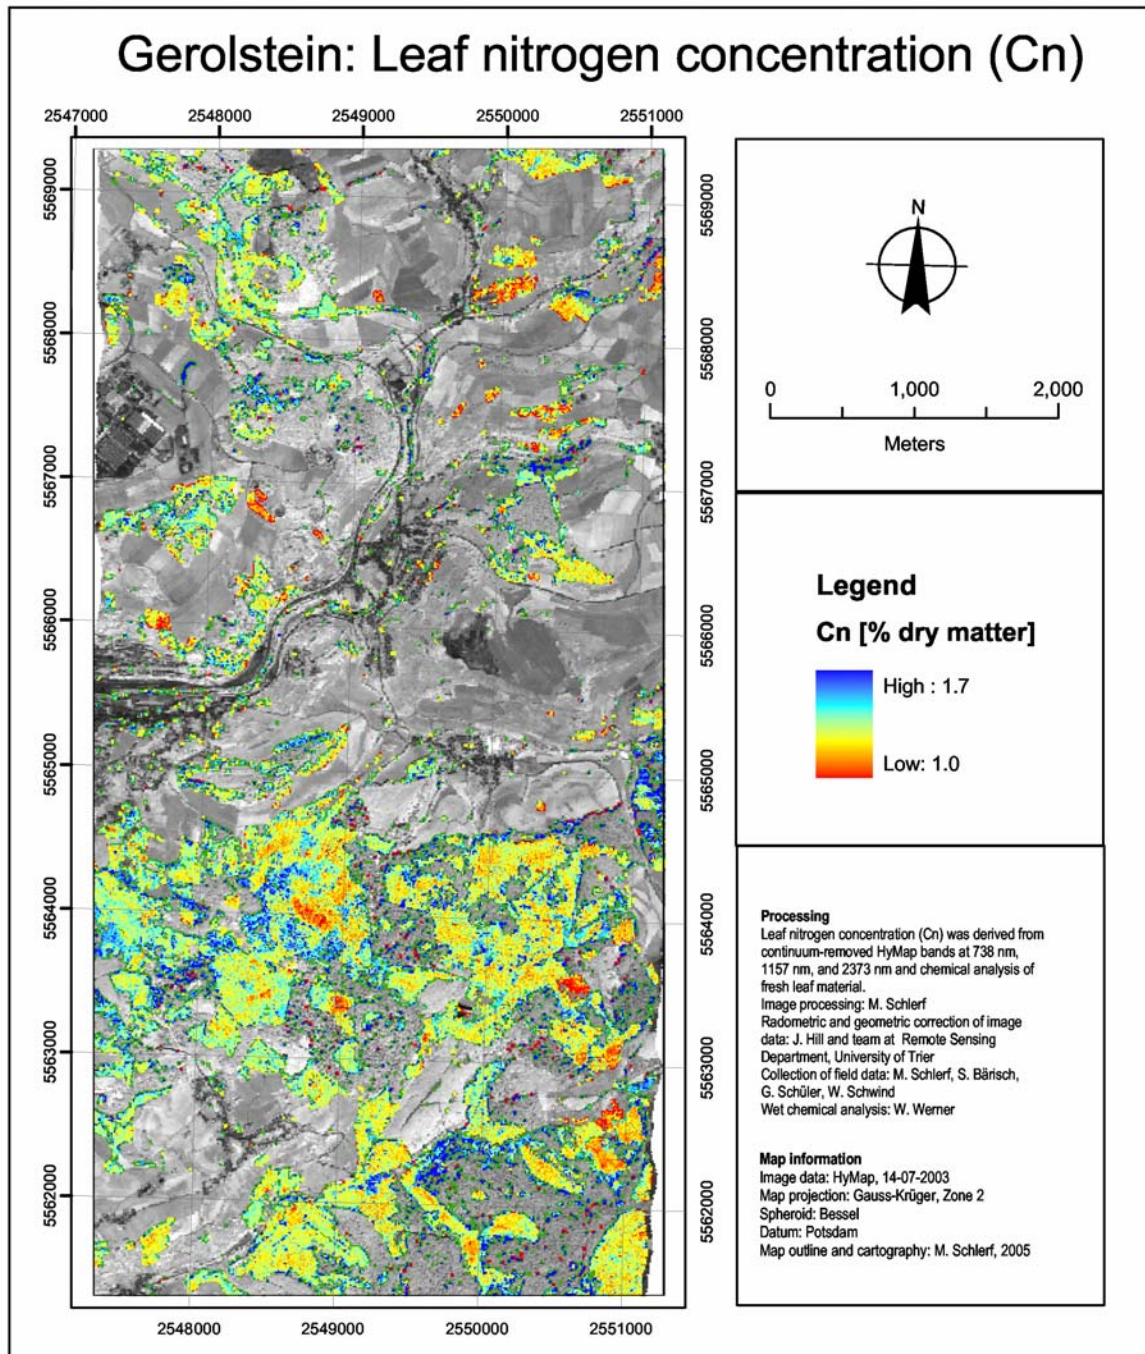 Gerolstein: Leaf nitrogen concentration (Cn)
2547000 2548000 2549000 2550000 2551000
5569000
5568000
5567000
5566000
5565000
5564000
5563000
5562000
5569000
5568000
5567000
5566000
5565000
5564000
5563000
5562000
2548000 2549000 2550000 2551000
N
0 1,000 2,000
Meters
Legend
Cn [% dry matter]
High : 1.7
Low: 1.0
Processing
Leaf nitrogen concentration (Cn) was derived from
continuum-removed HyMap bands at 738 nm,
1157 nm, and 2373 nm and chemical analysis of
fresh leaf material.
Image processing: M. Schlerf
Radometric and geometric correction of image
data: J. Hill and team at Remote Sensing
Department, University of Trier
Collection of field data: M. Schlerf, S. Bärisch,
G. Schüler, W. Schwind
Wet chemical analysis: W. Werner
Map information
Image data: HyMap, 14-07-2003
Map projection: Gauss-Krüger, Zone 2
Spheroid: Bessel
Datum: Potsdam
Map outline and cartography: M. Schlerf, 2005